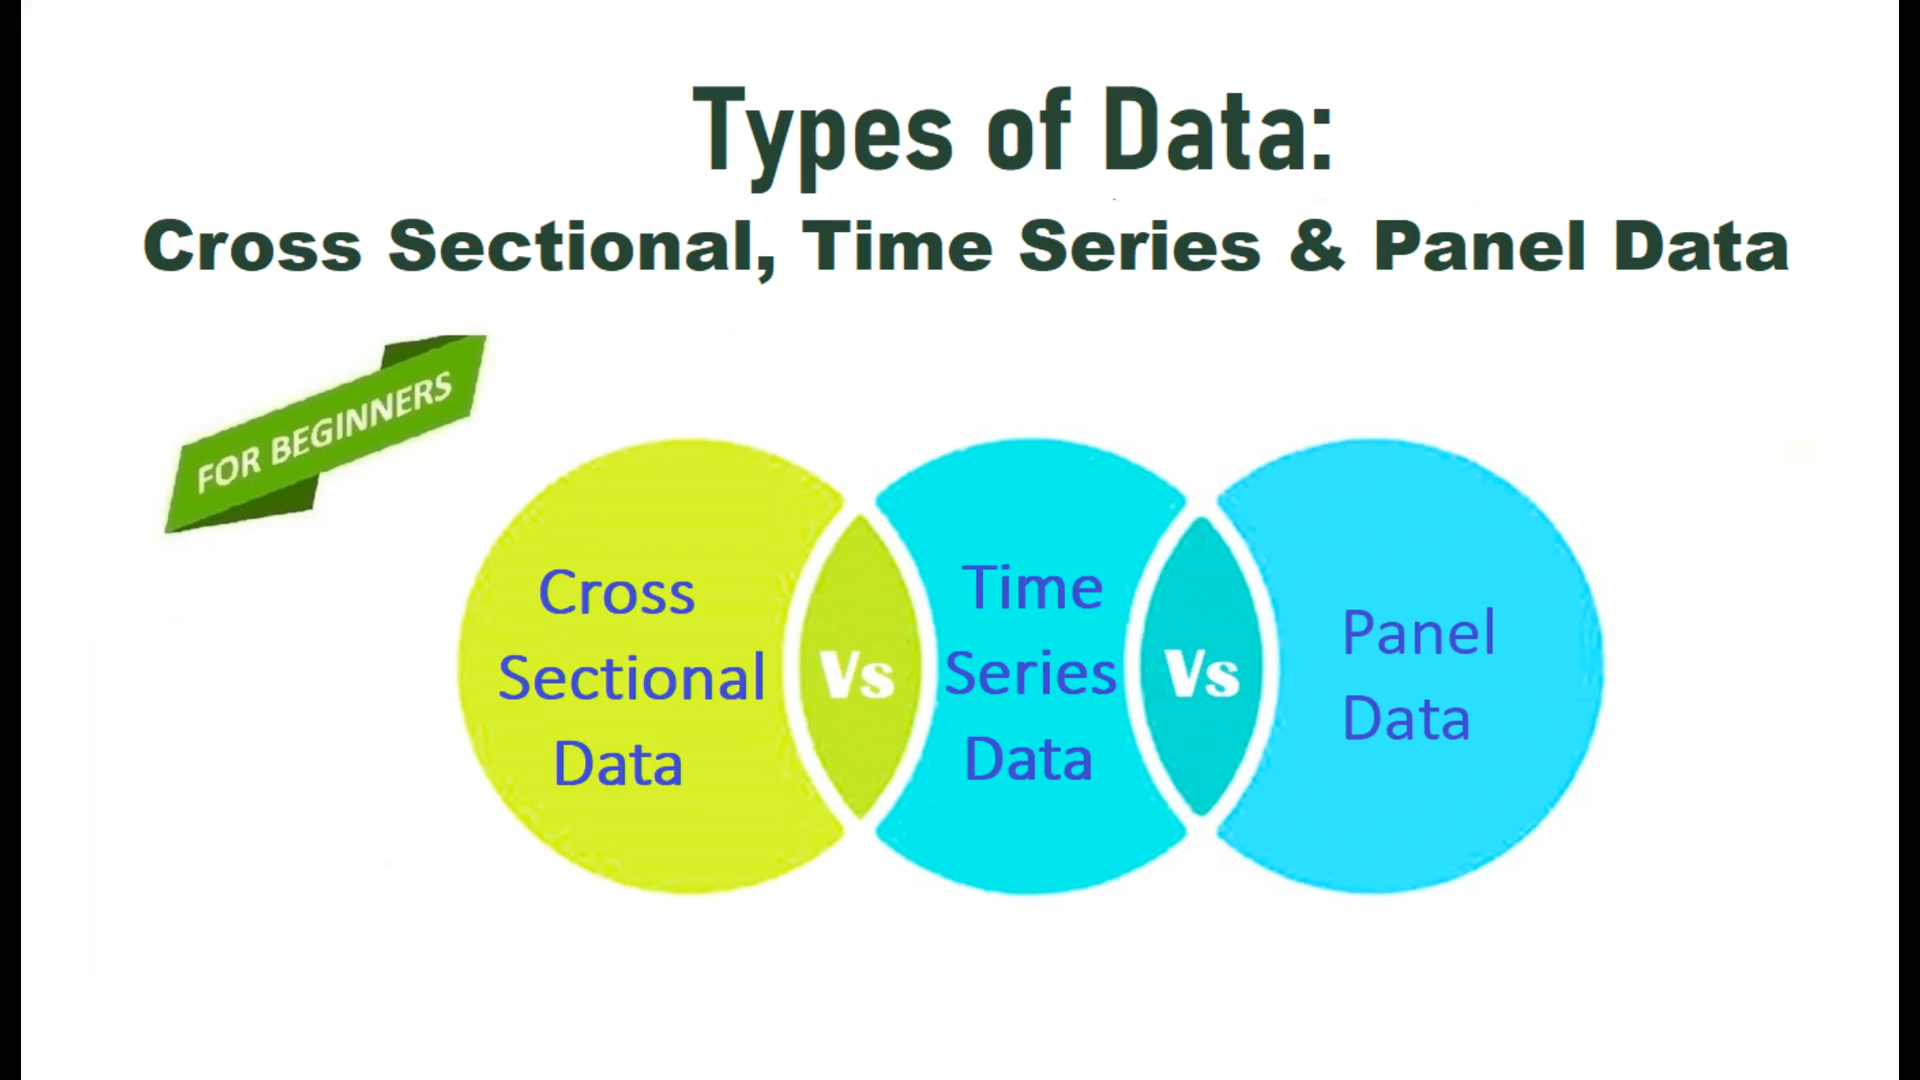 Types of Data:
Cross Sectional, Time Series & Panel Data
FOR BEGINNERS
Cross
Sectional
Data
Vs
Time
Series
Data
Vs
Panel
Data